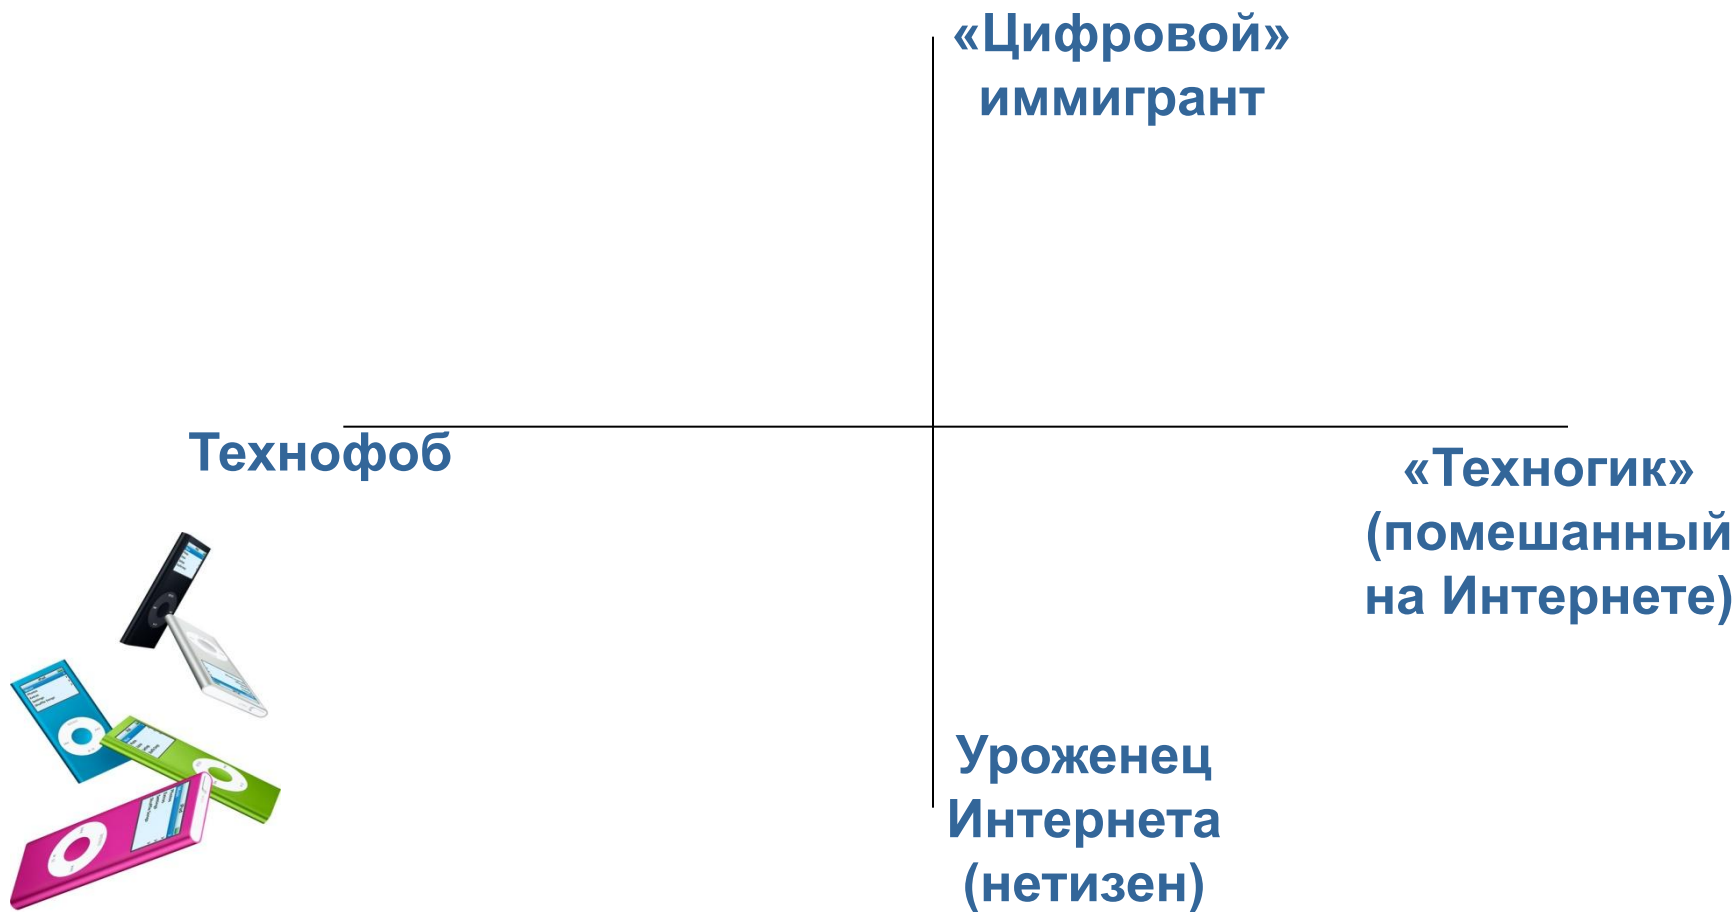 «Цифровой»
иммигрант
Технофоб
«Техногик»
(помешанный
на Интернете)
Уроженец
Интернета
(нетизен)